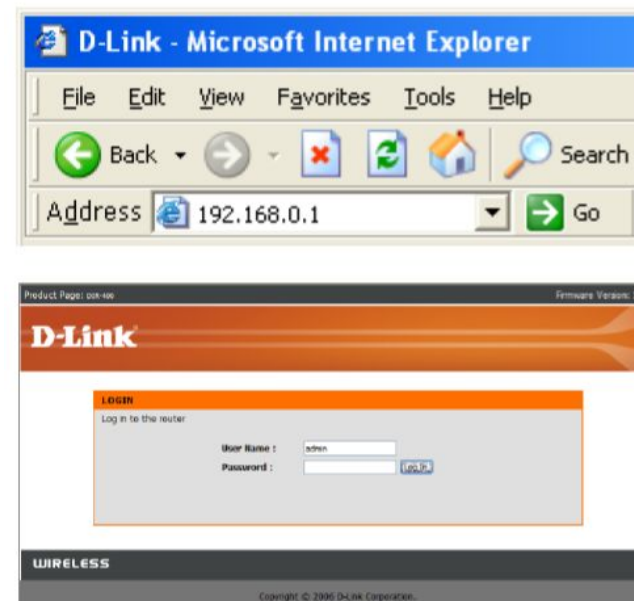 D-Link - Microsoft Internet Explorer
File Edit View Favorites Tools Help
Back Search
Address 192.168.0.1 Go
Product Page: Firmware Version:
D-Link
LOGIN
Log in to the router
User Name : admin
Password : Log In
WIRELESS
Copyright © 2006 D-Link Corporation.